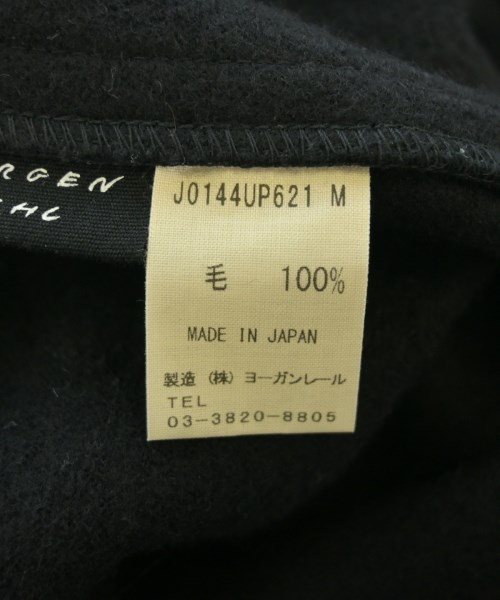 RGEN
EHL
J0144UP621 M
毛 100%
MADE IN JAPAN
製造 (株) ヨーガンレール
TEL
03-3820-8805